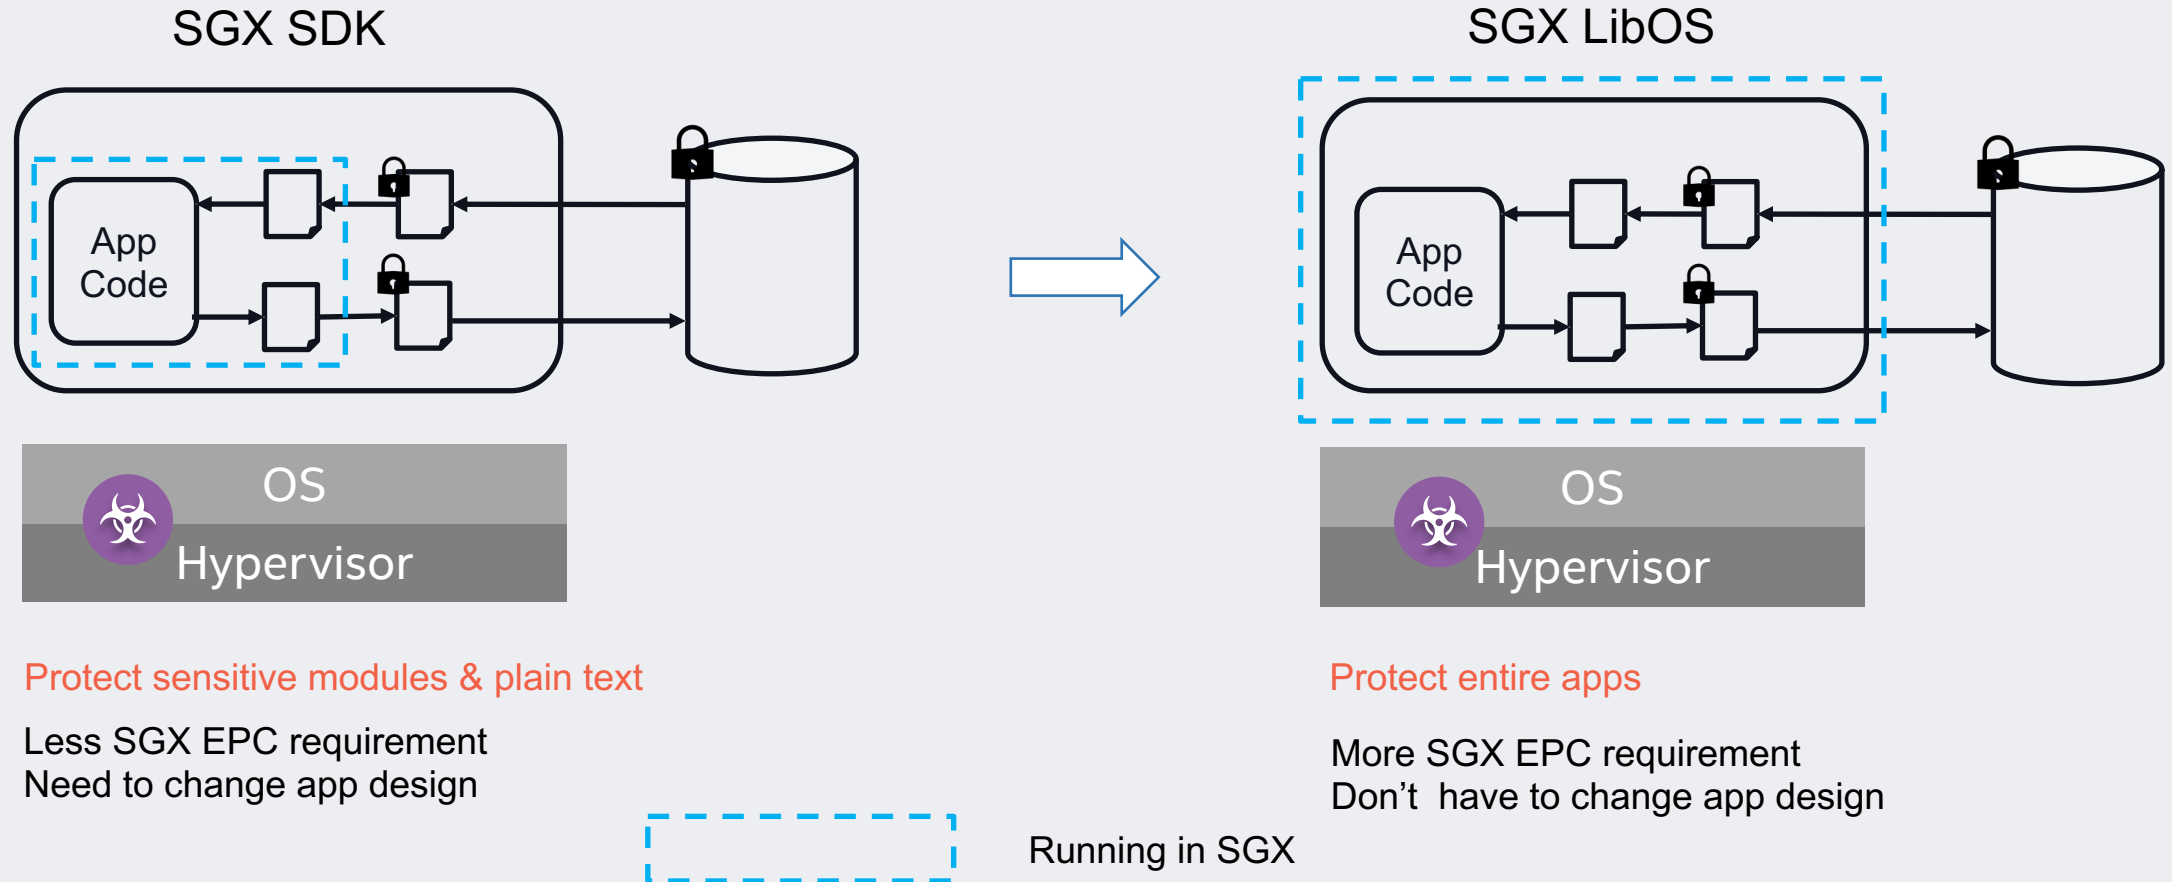 SGX SDK
App
Code
OS
Hypervisor
Protect sensitive modules & plain text
Less SGX EPC requirement
Need to change app design
SGX LibOS
App
Code
OS
Hypervisor
Protect entire apps
More SGX EPC requirement
Don’t have to change app design
Running in SGX